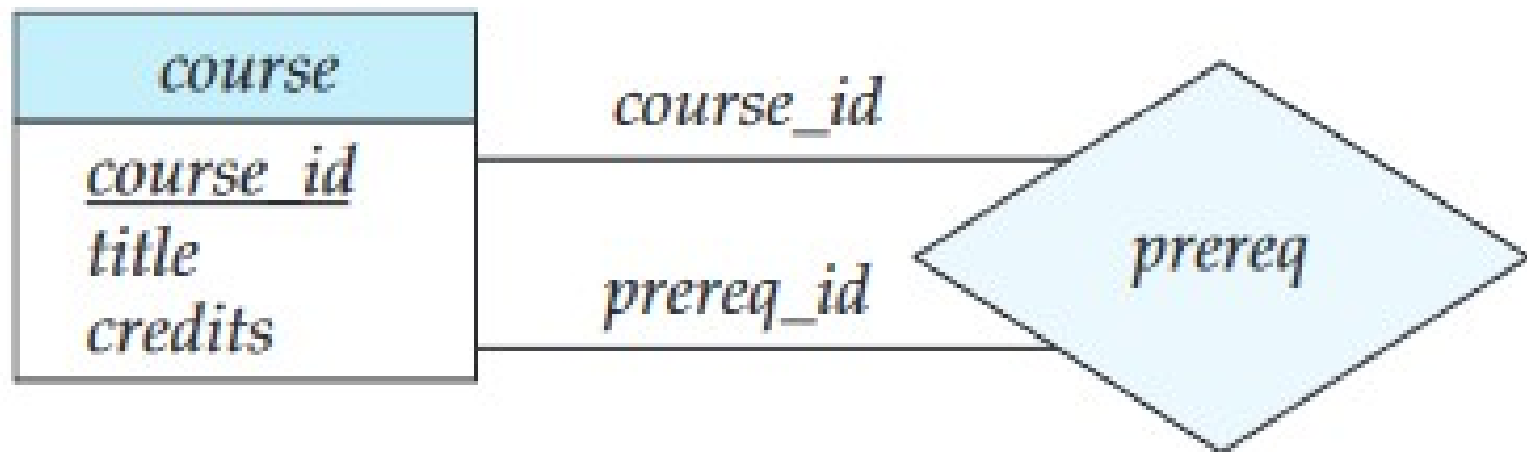 course
course_id
title
credits
course_id
prereq_id
prereq